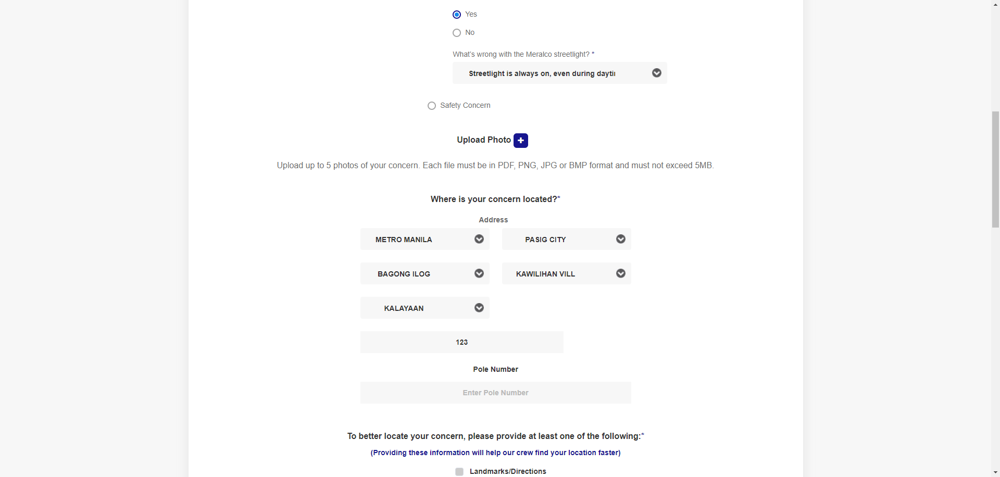 Yes
No
What's wrong with the Meralco streetlight? *
Streetlight is always on, even during
Safety Concern
Upload Photo
Upload up to 5 photos of your concern. Each file must be in PDF, PNG, JPG or BMP format and must not exceed 5MB.
Where is your concern located?*
Address
METRO MANILA
PASIG CITY
BAGONG ILOG
KAWILIHAN VILL
KALAYAAN
123
Pole Number
Enter Pole Number
To better locate your concern, please provide at least one of the following:*
(Providing these information will help our crew find your location faster)
Landmarks/Directions